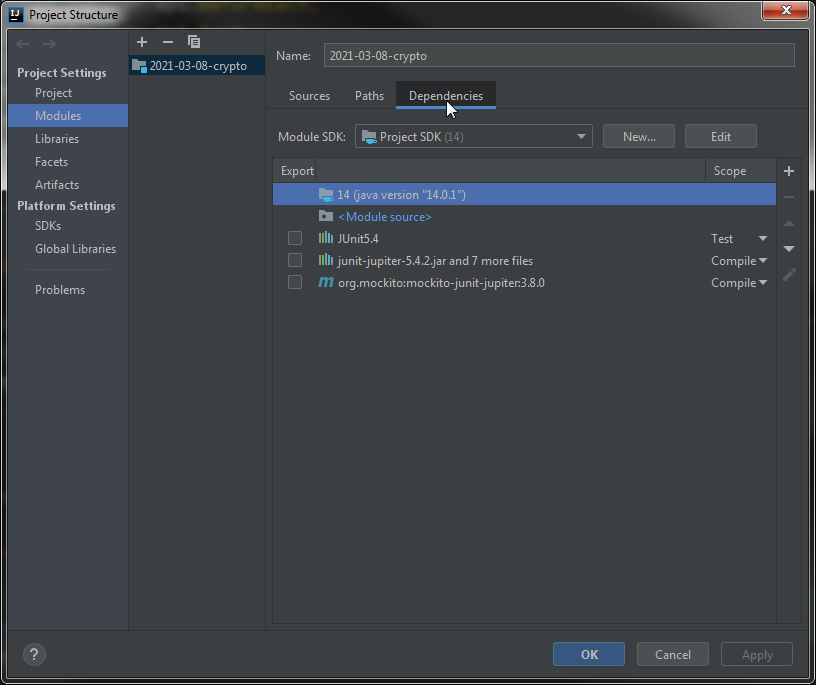 Project Structure
Project Settings
Project
Modules
Libraries
Facets
Artifacts
Platform Settings
SDKs
Global Libraries
Problems
2021-03-08-crypto
Name: 2021-03-08-crypto
Sources Paths Dependencies
Module SDK: Project SDK (14) New... Edit
Export Scope
14 (java version "14.0.1")
<Module source>
JUnit5.4 Test
junit-jupiter-5.4.2.jar and 7 more files Compile
org.mockito:mockito-junit-jupiter:3.8.0 Compile
? OK Cancel Apply